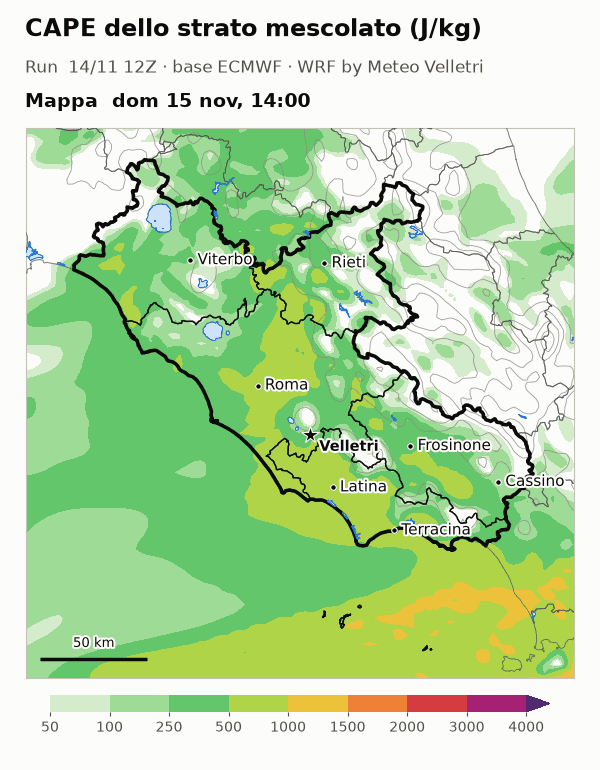 CAPE dello strato mescolato (J/kg)
Run 14/11 12Z · base ECMWF · WRF by Meteo Velletri
Mappa dom 15 nov, 14:00
Viterbo
Rieti
Roma
Velletri
Frosinone
Cassino
Latina
Terracina
50 km
50 100 250 500 1000 1500 2000 3000 4000